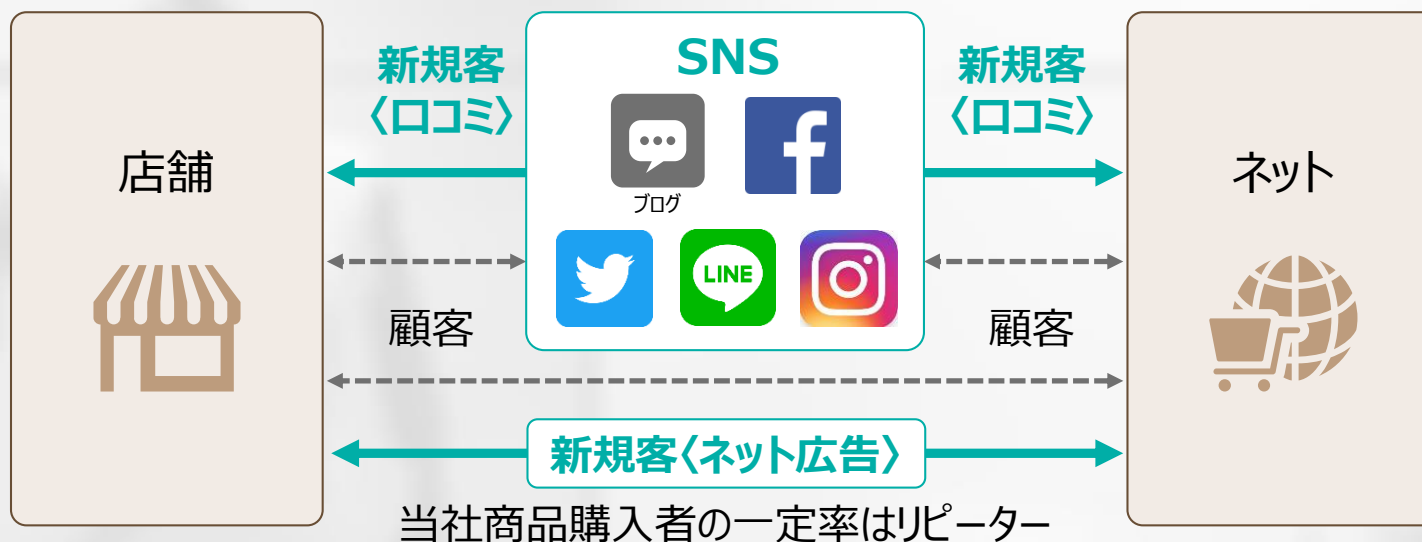 SNS
新規客
〈口コミ〉
新規客
〈口コミ〉
店舗
ネット
ブログ
LINE
顧客
顧客
新規客〈ネット広告〉
当社商品購入者の一定率はリピーター